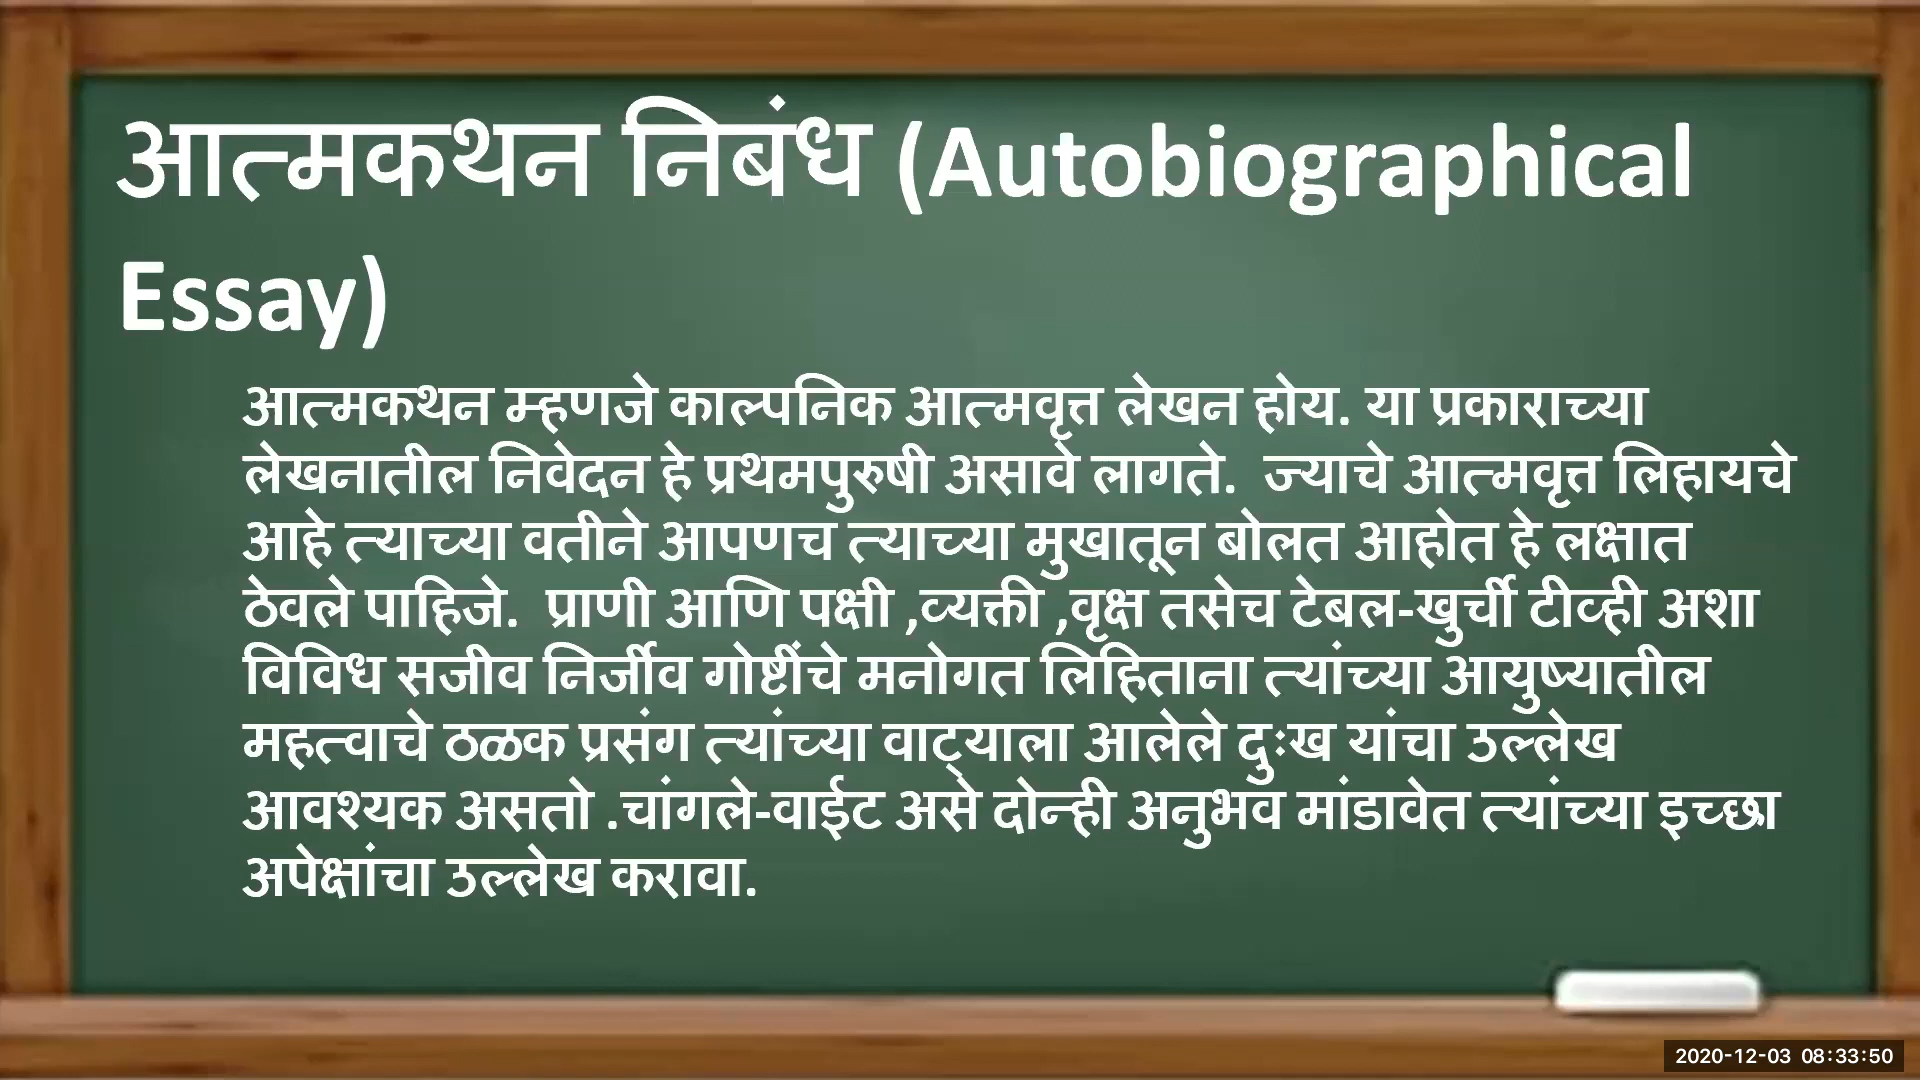 आत्मकथन निबंध (Autobiographical
Essay)
आत्मकथन म्हणजे काल्पनिक आत्मवृत्त लेखन होय. या प्रकाराच्या
लेखनातील निवेदन हे प्रथमपुरुषी असावे लागते. ज्याचे आत्मवृत्त लिहायचे
आहे त्याच्या वतीने आपणच त्याच्या मुखातून बोलत आहोत हे लक्षात
ठेवले पाहिजे. प्राणी आणि पक्षी ,व्यक्ती ,वृक्ष तसेच टेबल-खुर्ची टीव्ही अशा
विविध सजीव निर्जीव गोष्टींचे मनोगत लिहिताना त्यांच्या आयुष्यातील
महत्वाचे ठळक प्रसंग त्यांच्या वाट्याला आलेले दुःख यांचा उल्लेख
आवश्यक असतो .चांगले-वाईट असे दोन्ही अनुभव मांडावेत त्यांच्या इच्छा
अपेक्षांचा उल्लेख करावा.
2020-12-03 08:33:50